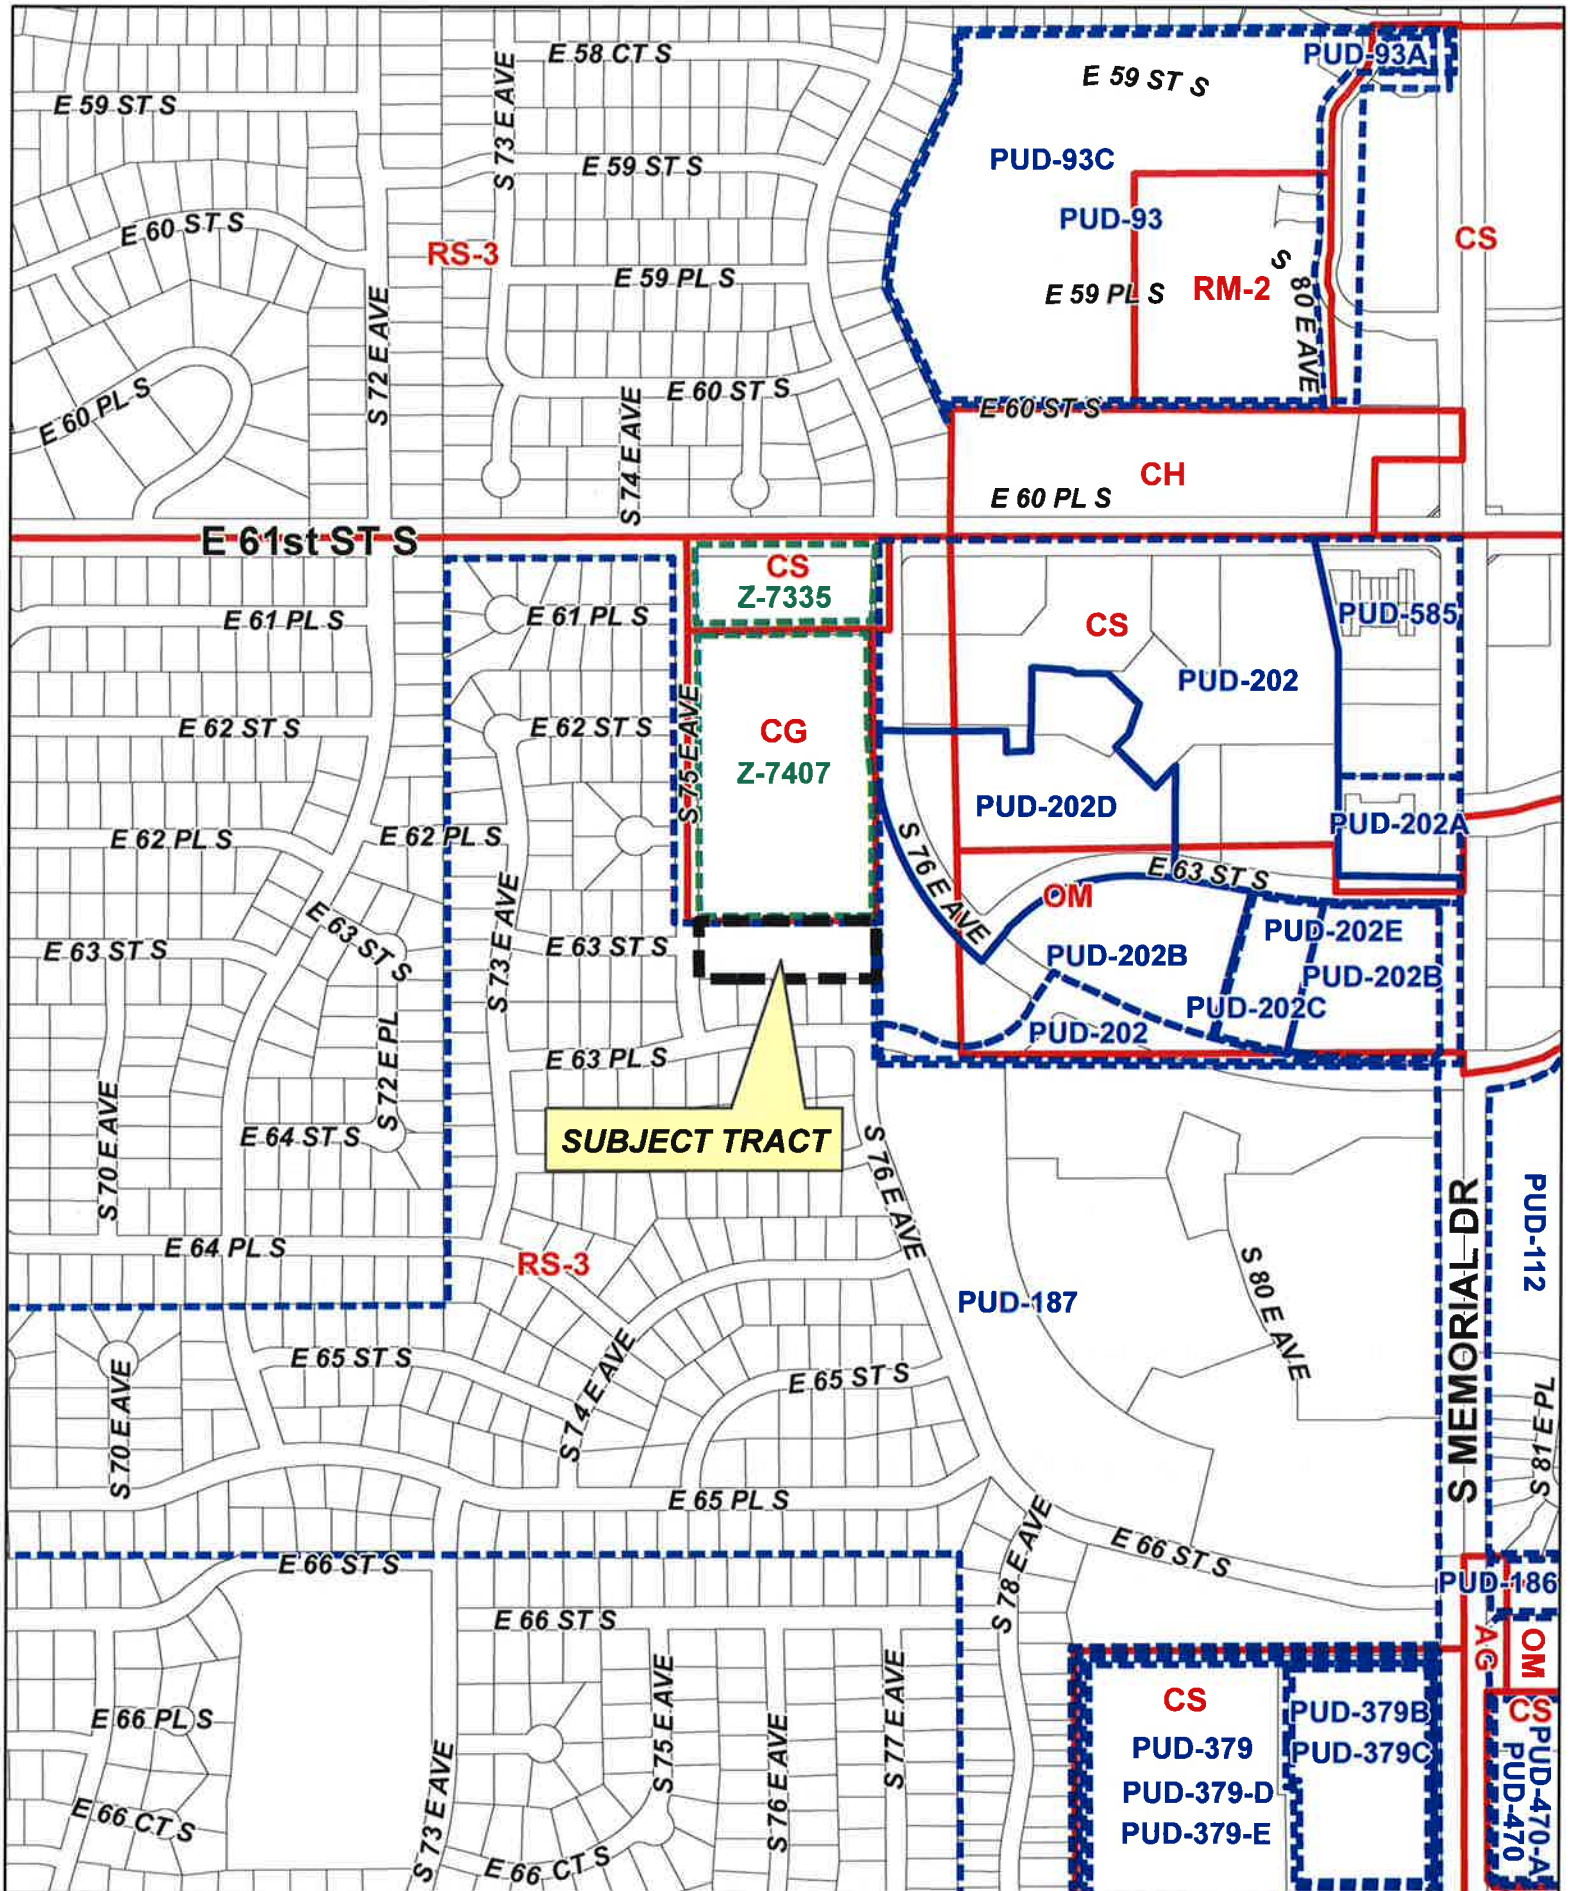 E 58 CT S
PUD-93A
E 59 ST S
E 59 ST S
S 73 E AVE
PUD-93C
E 59 ST S
PUD-93
E 60 ST S
RS-3
CS
E 59 PL S
E 59 PL S
RM-2
S 80 E AVE
S 72 E AVE
E 60 PL S
E 60 ST S
S 74 E AVE
E 60 ST S
CH
E 60 PL S
E 61st ST S
CS
Z-7335
E 61 PL S
E 61 PL S
CS
PUD-585
PUD-202
E 62 ST S
E 62 ST S
S 75 E AVE
CG
Z-7407
PUD-202D
PUD-202A
E 62 PL S
E 62 PL S
S 76 E AVE
E 63 ST S
OM
E 63 ST S
E 63 ST S
S 73 E AVE
E 63 ST S
PUD-202B
PUD-202E
PUD-202B
PUD-202C
PUD-202
S 72 E PL
E 63 PL S
S 70 E AVE
E 64 ST S
SUBJECT TRACT
S 76 E AVE
E 64 PL S
RS-3
PUD-187
S 80 E AVE
S MEMORIAL DR
PUD-112
E 65 ST S
S 74 E AVE
E 65 ST S
S 70 E AVE
S 81 E PL
E 65 PL S
S 78 E AVE
E 66 ST S
E 66 ST S
PUD-186
E 66 ST S
AG
OM
S 75 E AVE
S 77 E AVE
E 66 PL S
S 76 E AVE
S 73 E AVE
CS
PUD-379
PUD-379-D
PUD-379-E
PUD-379B
PUD-379C
CS
PUD-470-A
PUD-470
E 66 CT S
E 66 CT S